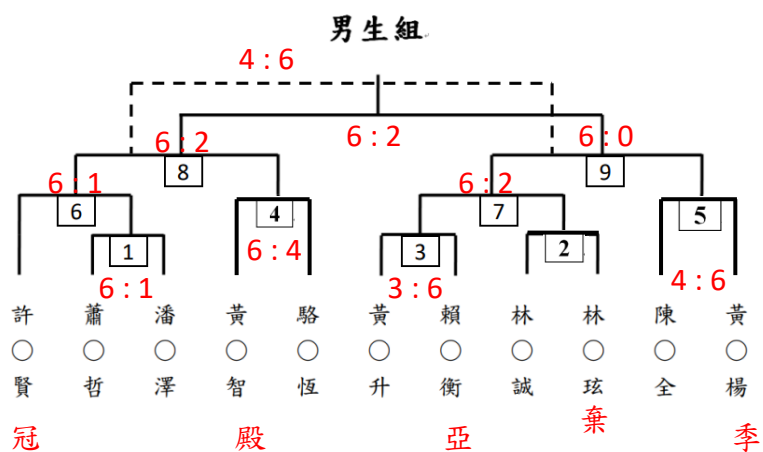 男生組
4 : 6
6 : 2
6 : 2
6 : 0
8
9
6 : 1
6 : 2
6
4
7
5
1
6 : 4
3
2
6 : 1
3 : 6
4 : 6
許 蕭 潘 黃 駱 黃 賴 林 林 陳 黃
○ ○ ○ ○ ○ ○ ○ ○ ○ ○ ○
賢 哲 澤 智 恆 升 衡 誠 玹 全 楊
冠 殿 亞 棄 季